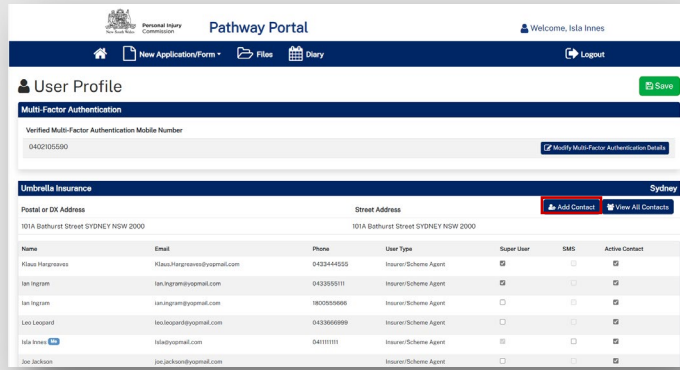 New South Wales
Personal Injury
Commission
Pathway Portal
Welcome, Isla Innes
New Application/Form
Files
Diary
Logout
User Profile
Save
Multi-Factor Authentication
Verified Multi-Factor Authentication Mobile Number
0402105590
Modify Multi-Factor Authentication Details
Umbrella Insurance
Sydney
Postal or DX Address
Street Address
Add Contact
View All Contacts
101A Bathurst Street SYDNEY NSW 2000
101A Bathurst Street SYDNEY NSW 2000
Name Email Phone User Type Super User SMS Active Contact
Klaus Hargreaves Klaus.Hargreaves@yopmail.com 0433444555 Insurer/Scheme Agent
Ian Ingram Ian.Ingram@yopmail.com 0433555111 Insurer/Scheme Agent
Ian Ingram ian.ingram@yopmail.com 1800555666 Insurer/Scheme Agent
Leo Leopard leo.leopard@yopmail.com 0433666999 Insurer/Scheme Agent
Isla Innes Me Isla@yopmail.com 0411111111 Insurer/Scheme Agent
Joe Jackson joe.jackson@yopmail.com Insurer/Scheme Agent